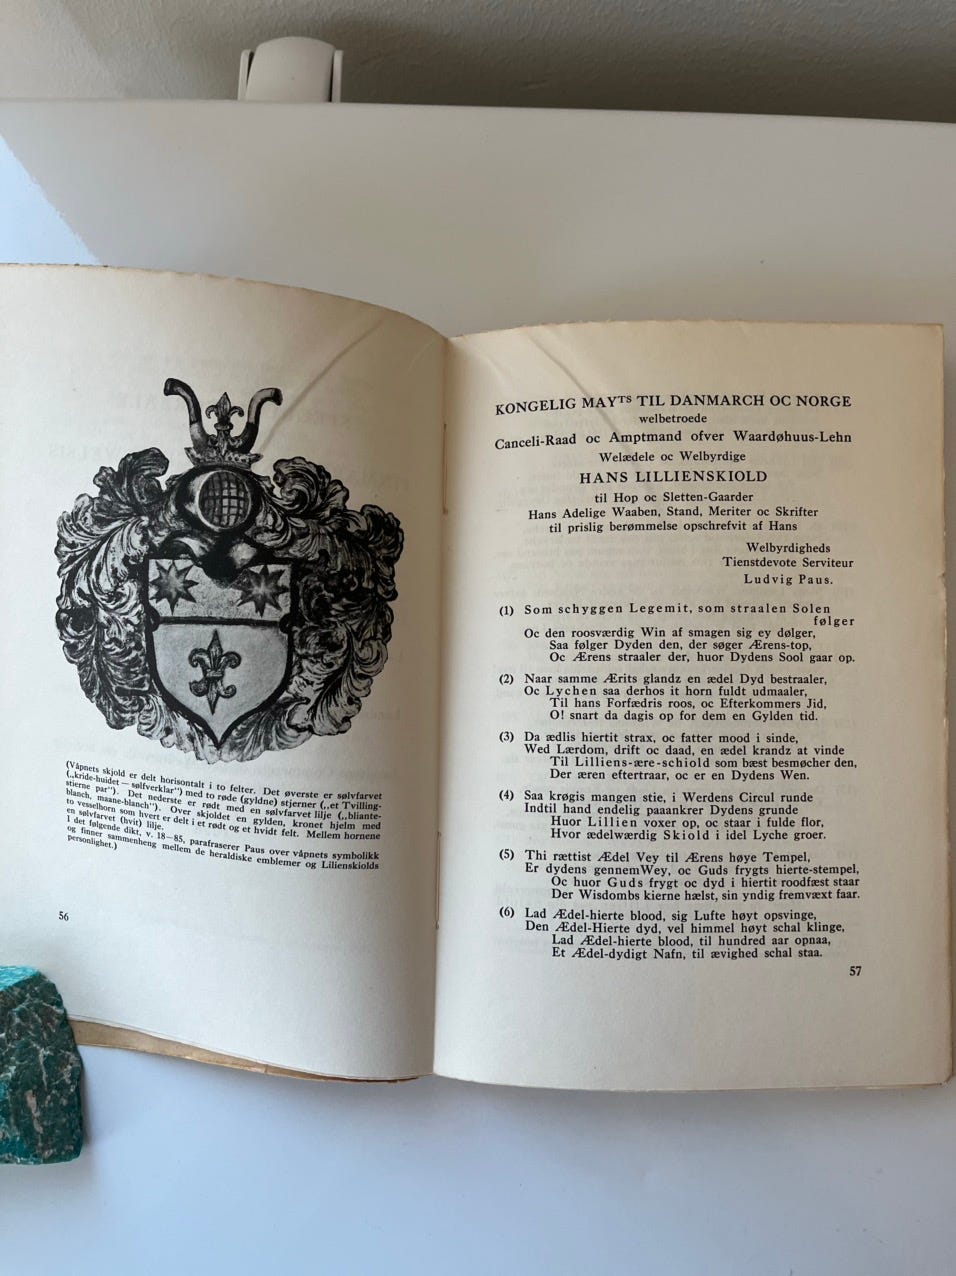 (Våpnets skjold er delt horisontalt i to felter. Det øverste er sølvfarvet
(„kride-huidet — sølfverklar") med to røde (gyldne) stjerner („et Tvilling-
stierne par"). Det nederste er rødt med en sølvfarvet lilje („bliante-
blanch, maane-blanch"). Over skjoldet en gylden, kronet hjelm med
to vesselhorn som hvert er delt i et rødt og et hvidt felt. Mellem hornene
en sølvfarvet (hvit) lilje.
I det følgende dikt, v. 18—85, parafraserer Paus over våpnets symbolikk
og finner sammenheng mellem de heraldiske emblemer og Lilienskiolds
personlighet.)
56
KONGELIG MAYTS TIL DANMARCH OC NORGE
welbetroede
Canceli-Raad oc Amptmand ofver Waardøhuus-Lehn
Welædele oc Welbyrdige
HANS LILLIENSKIOLD
til Hop oc Sletten-Gaarder
Hans Adelige Waaben, Stand, Meriter oc Skrifter
til prislig berømmelse opschrefvit af Hans
Welbyrdigheds
Tienstdevote Serviteur
Ludvig Paus.
(1) Som schyggen Legemit, som straalen Solen
følger
Oc den roosværdig Win af smagen sig ey dølger,
Saa følger Dyden den, der søger Ærens-top,
Oc Ærens straaler der, huor Dydens Sool gaar op.
(2) Naar samme Ærits glandz en ædel Dyd bestraaler,
Oc Lychen saa derhos it horn fuldt udmaaler,
Til hans Forfædris roos, oc Efterkommers Jid,
O! snart da dagis op for dem en Gylden tid.
(3) Da ædlis hiertit strax, oc fatter mood i sinde,
Wed Lærdom, drift oc daad, en ædel krandz at vinde
Til Lilliens-ære-schiold som bæst besmøcher den,
Der æren eftertraar, oc er en Dydens Wen.
(4) Saa krøgis mangen stie, i Werdens Circul runde
Indtil hand endelig paaankrer Dydens grunde
Huor Lillien voxer op, oc staar i fulde flor,
Hvor ædelwærdig Skiold i idel Lyche groer.
(5) Thi rættist Ædel Vey til Ærens høye Tempel,
Er dydens gennemWey, oc Guds frygts hierte-stempel,
Oc huor Guds frygt oc dyd i hiertit roodfæst staar
Der Wisdombs kierne hælst, sin yndig fremvæxt faar.
(6) Lad Ædel-hierte blood, sig Lufte høyt opsvinge,
Den Ædel-Hierte dyd, vel himmel høyt schal klinge,
Lad Ædel-hierte blood, til hundred aar opnaa,
Et Ædel-dydigt Nafn, til ævighed schal staa.
57